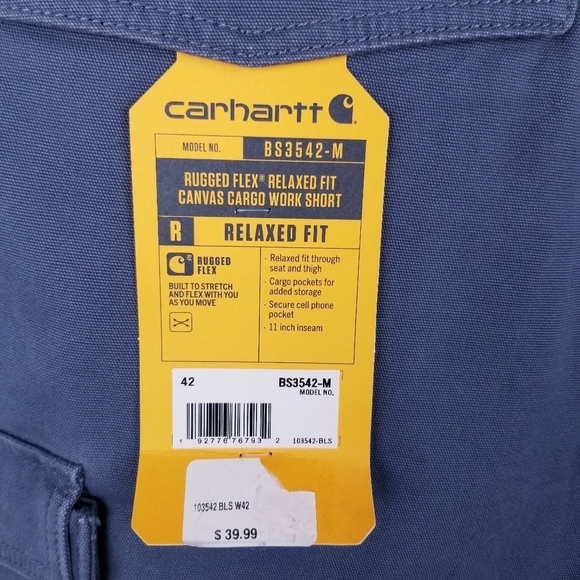 carhartt
MODEL NO. BS3542-M
RUGGED FLEX® RELAXED FIT
CANVAS CARGO WORK SHORT
R RELAXED FIT
RUGGED
FLEX
BUILT TO STRETCH
AND FLEX WITH YOU
AS YOU MOVE
· Relaxed fit through
seat and thigh
· Cargo pockets for
added storage
· Secure cell phone
pocket
· 11 inch inseam
42 BS3542-M
MODEL NO.
1 92776 76793 2 103542-BLS
103542 BLS W42
$ 39.99